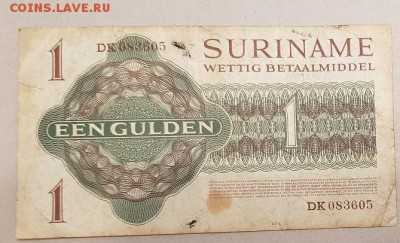 COINS.LAVE.RU
1
DK 083605
SURINAME
WETTIG BETAALMIDDEL
EEN GULDEN
1
1
DK 083605